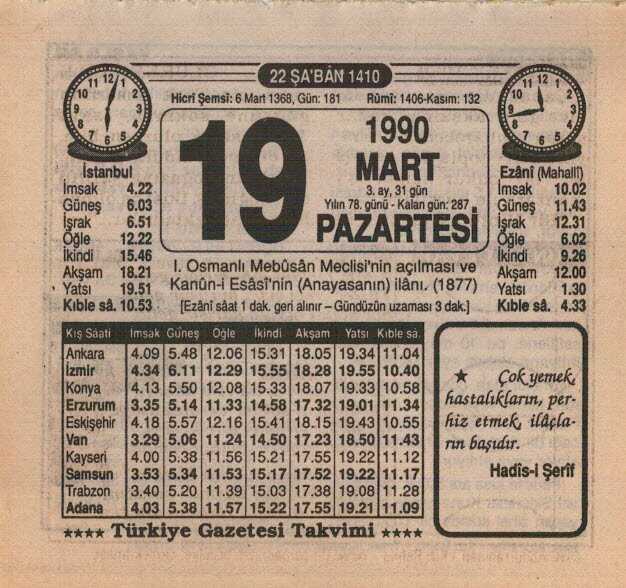 22 ŞA'BÂN 1410
Hicrî Şemsî: 6 Mart 1368, Gün: 181 Rûmî: 1406-Kasım: 132
19
1990
MART
3. ay, 31 gün
Yılın 78. günü - Kalan gün: 287
PAZARTESİ
İstanbul
İmsak 4.22
Güneş 6.03
İşrak 6.51
Öğle 12.22
İkindi 15.46
Akşam 18.21
Yatsı 19.51
Kıble sâ. 10.53
Ezânî (Mahallî)
İmsak 10.02
Güneş 11.43
İşrak 12.31
Öğle 6.02
İkindi 9.26
Akşam 12.00
Yatsı 1.30
Kıble sâ. 4.33
I. Osmanlı Mebûsân Meclisi'nin açılması ve
Kanûn-i Esâsî'nin (Anayasanın) ilânı. (1877)
[Ezânî sâat 1 dak. geri alınır – Gündüzün uzaması 3 dak.]
Kış Sâati İmsak Güneş Öğle İkindi Akşam Yatsı Kıble sâ.
Ankara 4.09 5.48 12.06 15.31 18.05 19.34 11.04
İzmir 4.34 6.11 12.29 15.55 18.28 19.55 10.40
Konya 4.13 5.50 12.08 15.33 18.07 19.33 10.58
Erzurum 3.35 5.14 11.33 14.58 17.32 19.01 11.34
Eskişehir 4.18 5.57 12.16 15.41 18.15 19.43 10.55
Van 3.29 5.06 11.24 14.50 17.23 18.50 11.43
Kayseri 4.00 5.38 11.56 15.21 17.55 19.22 11.12
Samsun 3.53 5.34 11.53 15.17 17.52 19.22 11.17
Trabzon 3.40 5.20 11.39 15.03 17.38 19.08 11.28
Adana 4.03 5.38 11.57 15.22 17.55 19.21 11.09
★ Çok yemek,
hastalıkların, per-
hiz etmek, ilâçla-
rın başıdır.
Hadîs-i Şerîf
★★★★ Türkiye Gazetesi Takvimi ★★★★